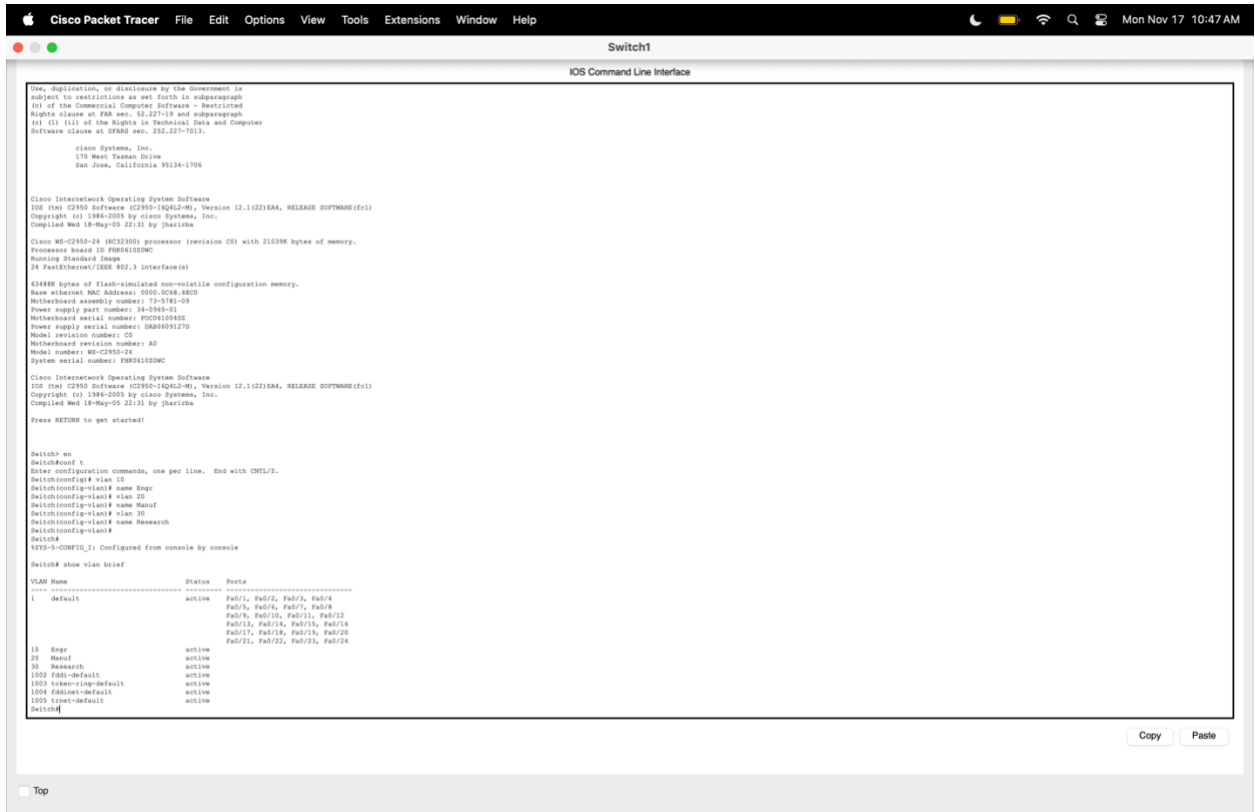 Cisco Packet Tracer File Edit Options View Tools Extensions Window Help Mon Nov 17 10:47 AM
Switch1
IOS Command Line Interface
Use, duplication, or disclosure by the Government is
subject to restrictions as set forth in subparagraph
(c) of the Commercial Computer Software - Restricted
Rights clause at FAR sec. 52.227-19 and subparagraph
(c) (1) (ii) of the Rights in Technical Data and Computer
Software clause at DFARS sec. 252.227-7013.
cisco Systems, Inc.
170 West Tasman Drive
San Jose, California 95134-1706
Cisco Internetwork Operating System Software
IOS (tm) C2950 Software (C2950-I6Q4L2-M), Version 12.1(22)EA4, RELEASE SOFTWARE(fc1)
Copyright (c) 1986-2005 by cisco Systems, Inc.
Compiled Wed 18-May-05 22:31 by jharirba
Cisco WS-C2950-24 (RC32300) processor (revision C0) with 21039K bytes of memory.
Processor board ID FHK0610Z0WC
Running Standard Image
24 FastEthernet/IEEE 802.3 interface(s)
63488K bytes of flash-simulated non-volatile configuration memory.
Base ethernet MAC Address: 0000.0C68.48C0
Motherboard assembly number: 73-5781-09
Power supply part number: 34-0965-01
Motherboard serial number: FOC061004SZ
Power supply serial number: DAB0609127D
Model revision number: C0
Motherboard revision number: A0
Model number: WS-C2950-24
System serial number: FHK0610Z0WC
Cisco Internetwork Operating System Software
IOS (tm) C2950 Software (C2950-I6Q4L2-M), Version 12.1(22)EA4, RELEASE SOFTWARE(fc1)
Copyright (c) 1986-2005 by cisco Systems, Inc.
Compiled Wed 18-May-05 22:31 by jharirba
Press RETURN to get started!
Switch> en
Switch#conf t
Enter configuration commands, one per line. End with CNTL/Z.
Switch(config)# vlan 10
Switch(config-vlan)# name Engr
Switch(config-vlan)# vlan 20
Switch(config-vlan)# name Manuf
Switch(config-vlan)# vlan 30
Switch(config-vlan)# name Research
Switch(config-vlan)#
Switch#
%SYS-5-CONFIG_I: Configured from console by console
Switch# show vlan brief
VLAN Name Status Ports
---- -------------------------------- --------- -------------------------------
1 default active Fa0/1, Fa0/2, Fa0/3, Fa0/4
Fa0/5, Fa0/6, Fa0/7, Fa0/8
Fa0/9, Fa0/10, Fa0/11, Fa0/12
Fa0/13, Fa0/14, Fa0/15, Fa0/16
Fa0/17, Fa0/18, Fa0/19, Fa0/20
Fa0/21, Fa0/22, Fa0/23, Fa0/24
10 Engr active
20 Manuf active
30 Research active
1002 fddi-default active
1003 token-ring-default active
1004 fddinet-default active
1005 trnet-default active
Switch#
Copy Paste
Top